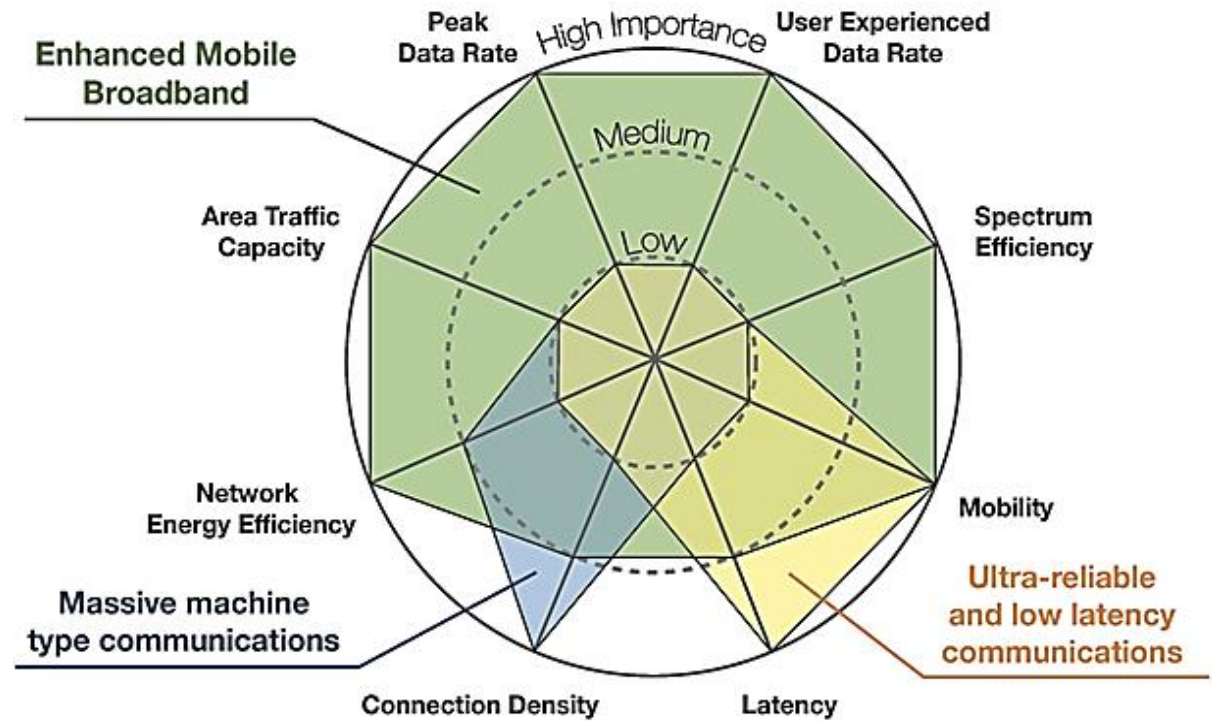 Peak
Data Rate
High Importance
User Experienced
Data Rate
Enhanced Mobile
Broadband
Medium
Area Traffic
Capacity
Low
Spectrum
Efficiency
Network
Energy Efficiency
Mobility
Massive machine
type communications
Ultra-reliable
and low latency
communications
Connection Density
Latency